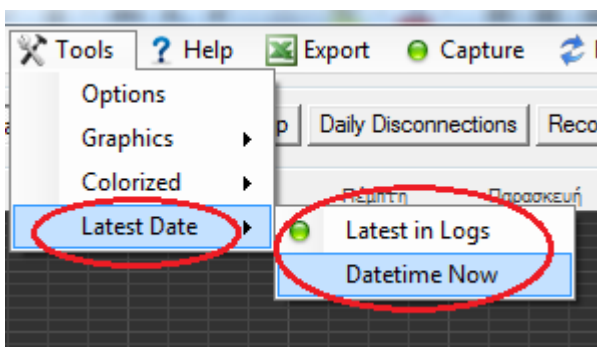 Tools ? Help Export Capture
Options
Graphics
Daily Disconnections
Colorized
Πέμπτη Παρασκευή
Latest Date
Latest in Logs
Datetime Now